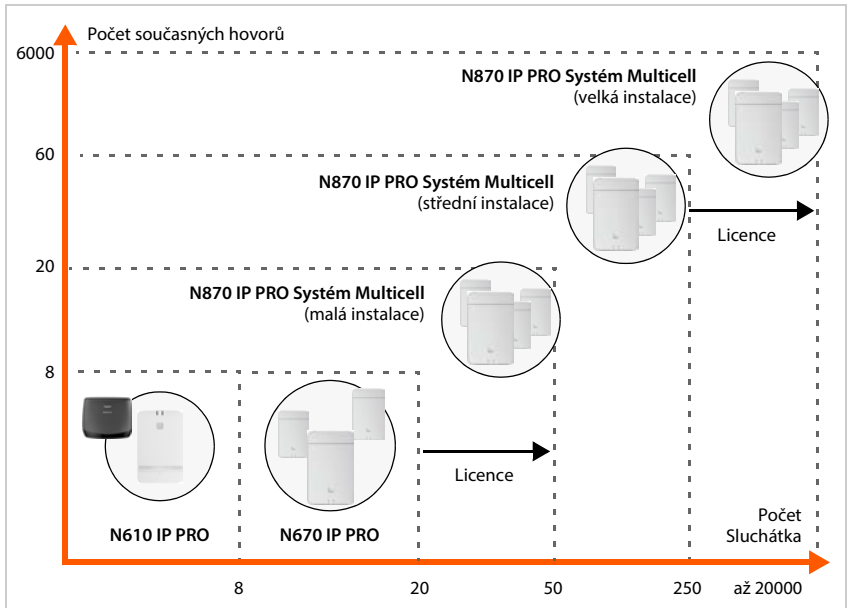 Počet současných hovorů
6000
N870 IP PRO Systém Multicell
(velká instalace)
60
N870 IP PRO Systém Multicell
(střední instalace)
Licence
20
N870 IP PRO Systém Multicell
(malá instalace)
8
Licence
N610 IP PRO
N670 IP PRO
Počet
Sluchátka
8
20
50
250
až 20000